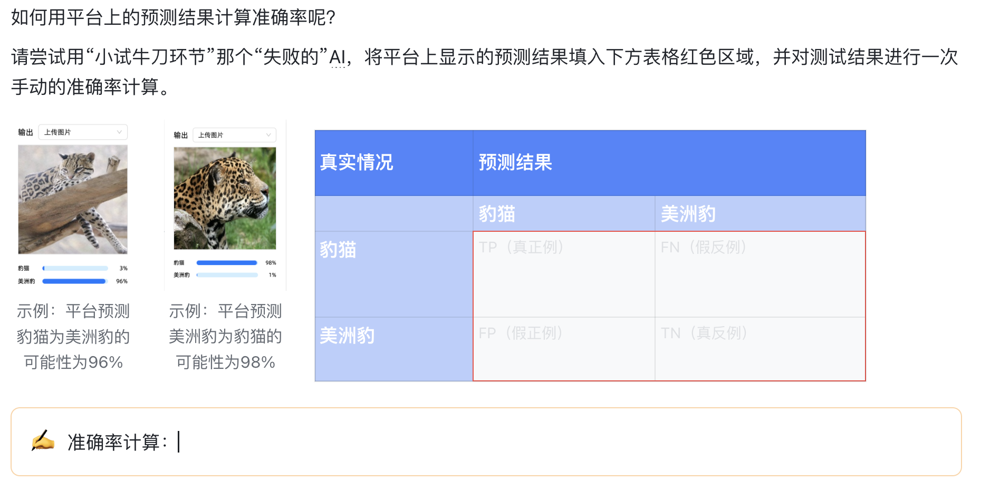 如何用平台上的预测结果计算准确率呢?
请尝试用“小试牛刀环节”那个“失败的”AI，将平台上显示的预测结果填入下方表格红色区域，并对测试结果进行一次
手动的准确率计算。
输出 上传图片
豹猫 3%
美洲豹 96%
示例：平台预测
豹猫为美洲豹的
可能性为96%
输出 上传图片
豹猫 98%
美洲豹 1%
示例：平台预测
美洲豹为豹猫的
可能性为98%
真实情况 预测结果
豹猫 美洲豹
豹猫 TP（真正例） FN（假反例）
美洲豹 FP（假正例） TN（真反例）
✍ 准确率计算：